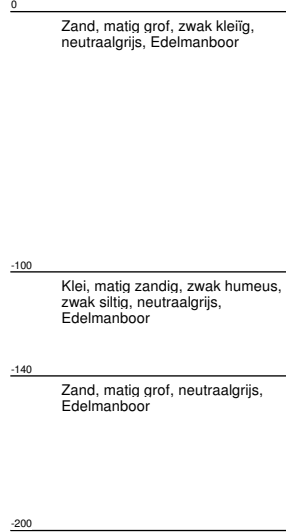 0
Zand, matig grof, zwak kleiïg,
neutraalgrijs, Edelmanboor
-100
Klei, matig zandig, zwak humeus,
zwak siltig, neutraalgrijs,
Edelmanboor
-140
Zand, matig grof, neutraalgrijs,
Edelmanboor
-200